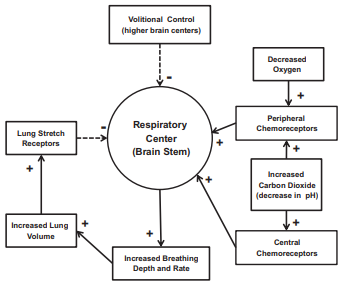 Volitional Control
(higher brain centers)
-
Decreased
Oxygen
+
Respiratory
Center
(Brain Stem)
Peripheral
Chemoreceptors
+
+
Lung Stretch
Receptors
-
Increased
Carbon Dioxide
(decrease in pH)
+
+
+
Increased Lung
Volume
+
+
Increased Breathing
Depth and Rate
+
Central
Chemoreceptors